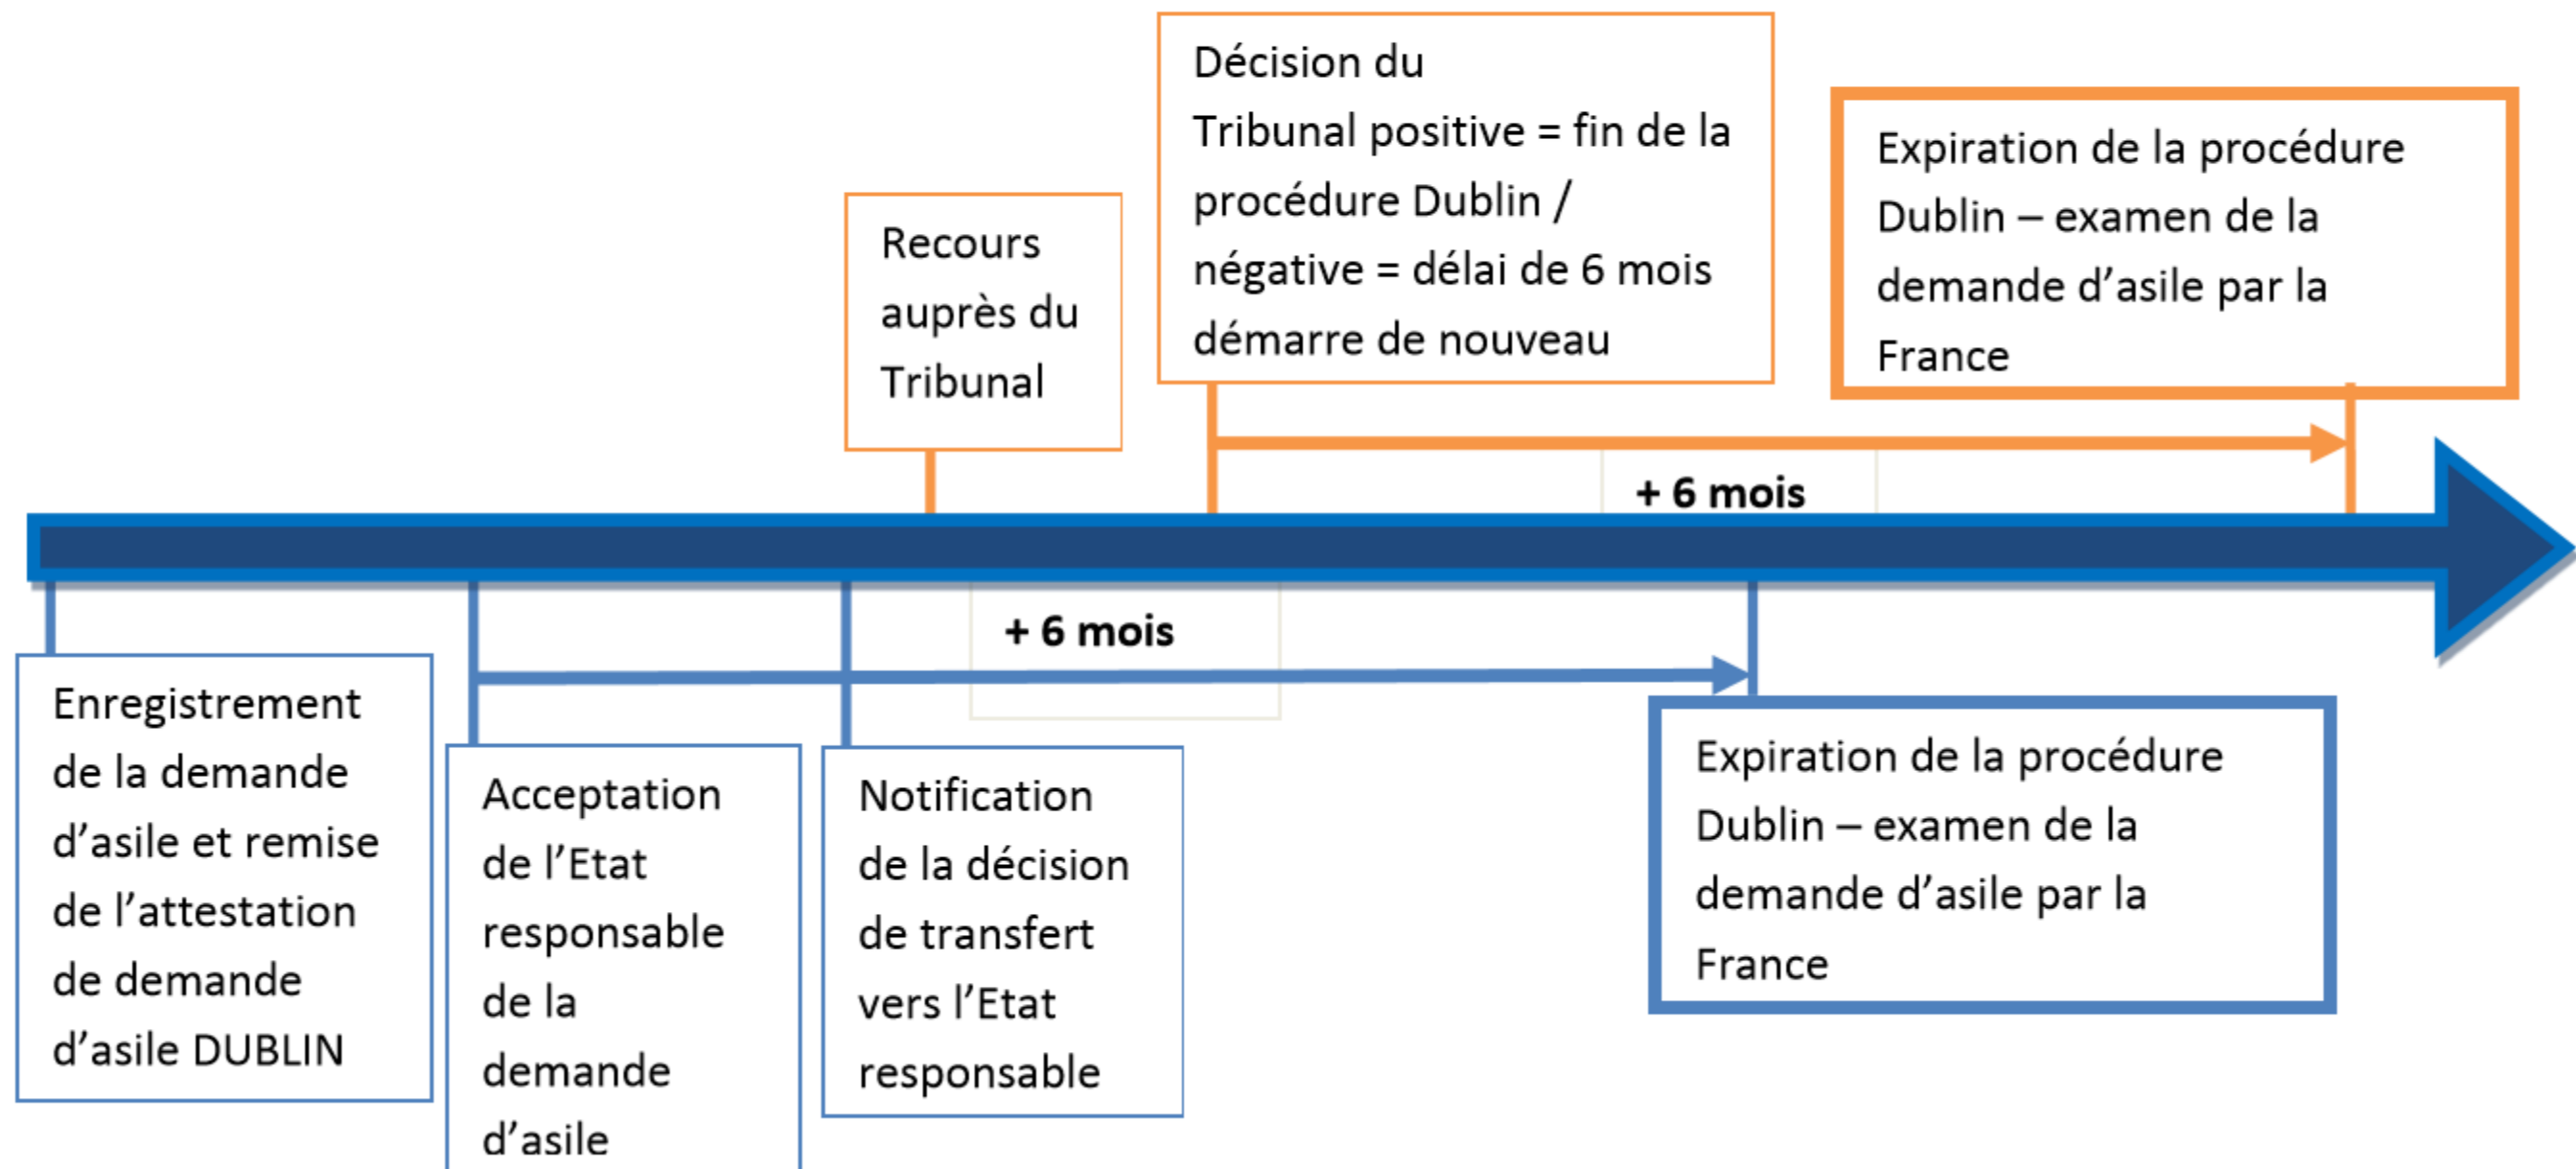 Décision du
Tribunal positive = fin de la
procédure Dublin /
négative = délai de 6 mois
démarre de nouveau
Expiration de la procédure
Dublin – examen de la
demande d’asile par la
France
Recours
auprès du
Tribunal
+ 6 mois
+ 6 mois
Enregistrement
de la demande
d’asile et remise
de l’attestation
de demande
d’asile DUBLIN
Acceptation
de l’Etat
responsable
de la
demande
d’asile
Notification
de la décision
de transfert
vers l’Etat
responsable
Expiration de la procédure
Dublin – examen de la
demande d’asile par la
France